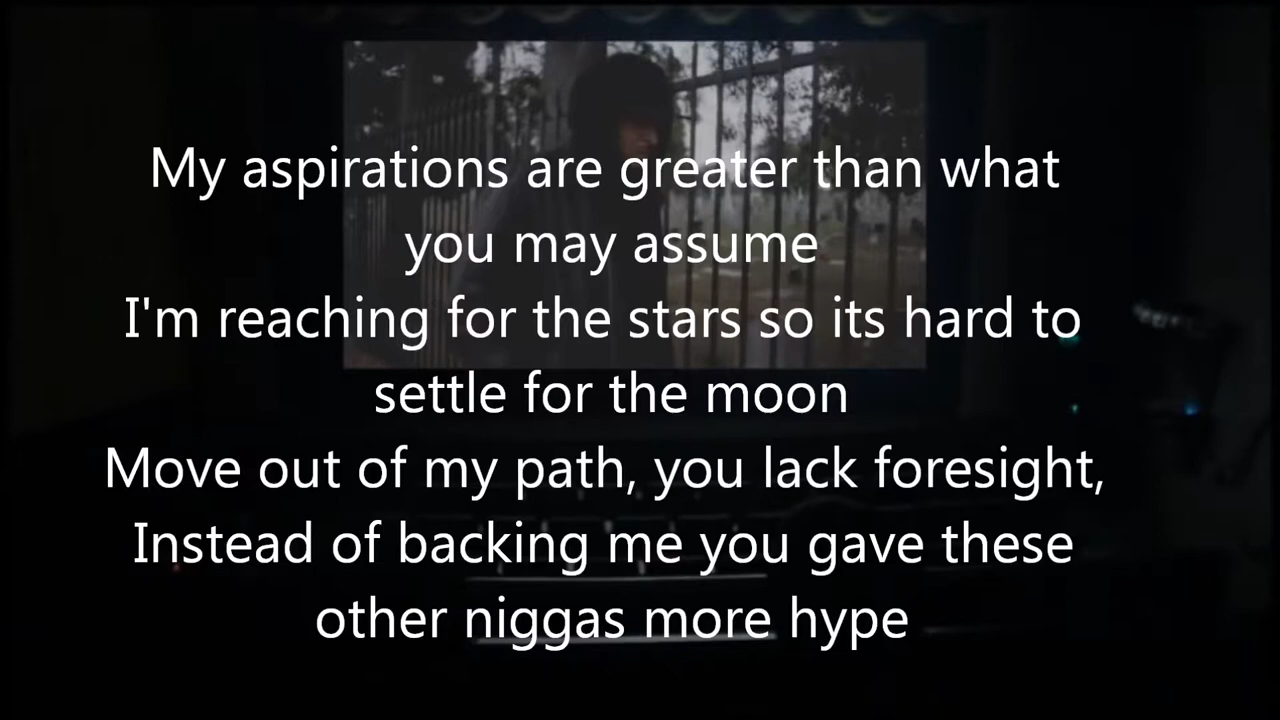 My aspirations are greater than what
you may assume
I'm reaching for the stars so its hard to
settle for the moon
Move out of my path, you lack foresight,
Instead of backing me you gave these
other niggas more hype